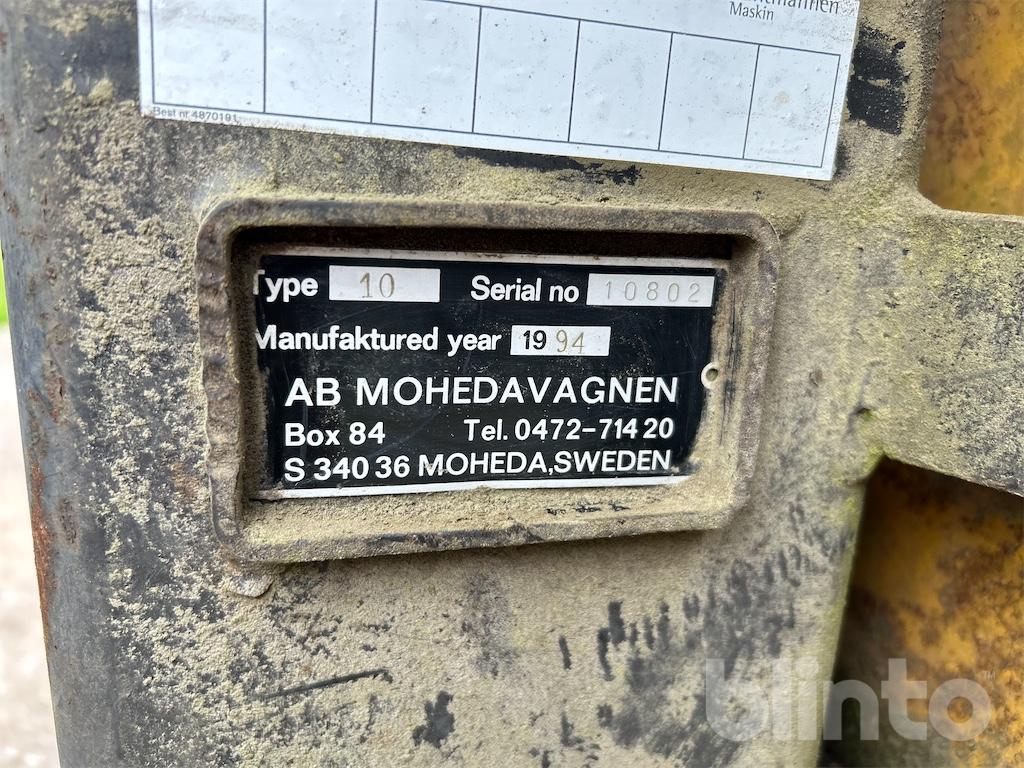 Maskin
Best nr 4870191
Type 10 Serial no 10802
Manufaktured year 1994
AB MOHEDAVAGNEN
Box 84 Tel. 0472-714 20
S 340 36 MOHEDA, SWEDEN
blinto™